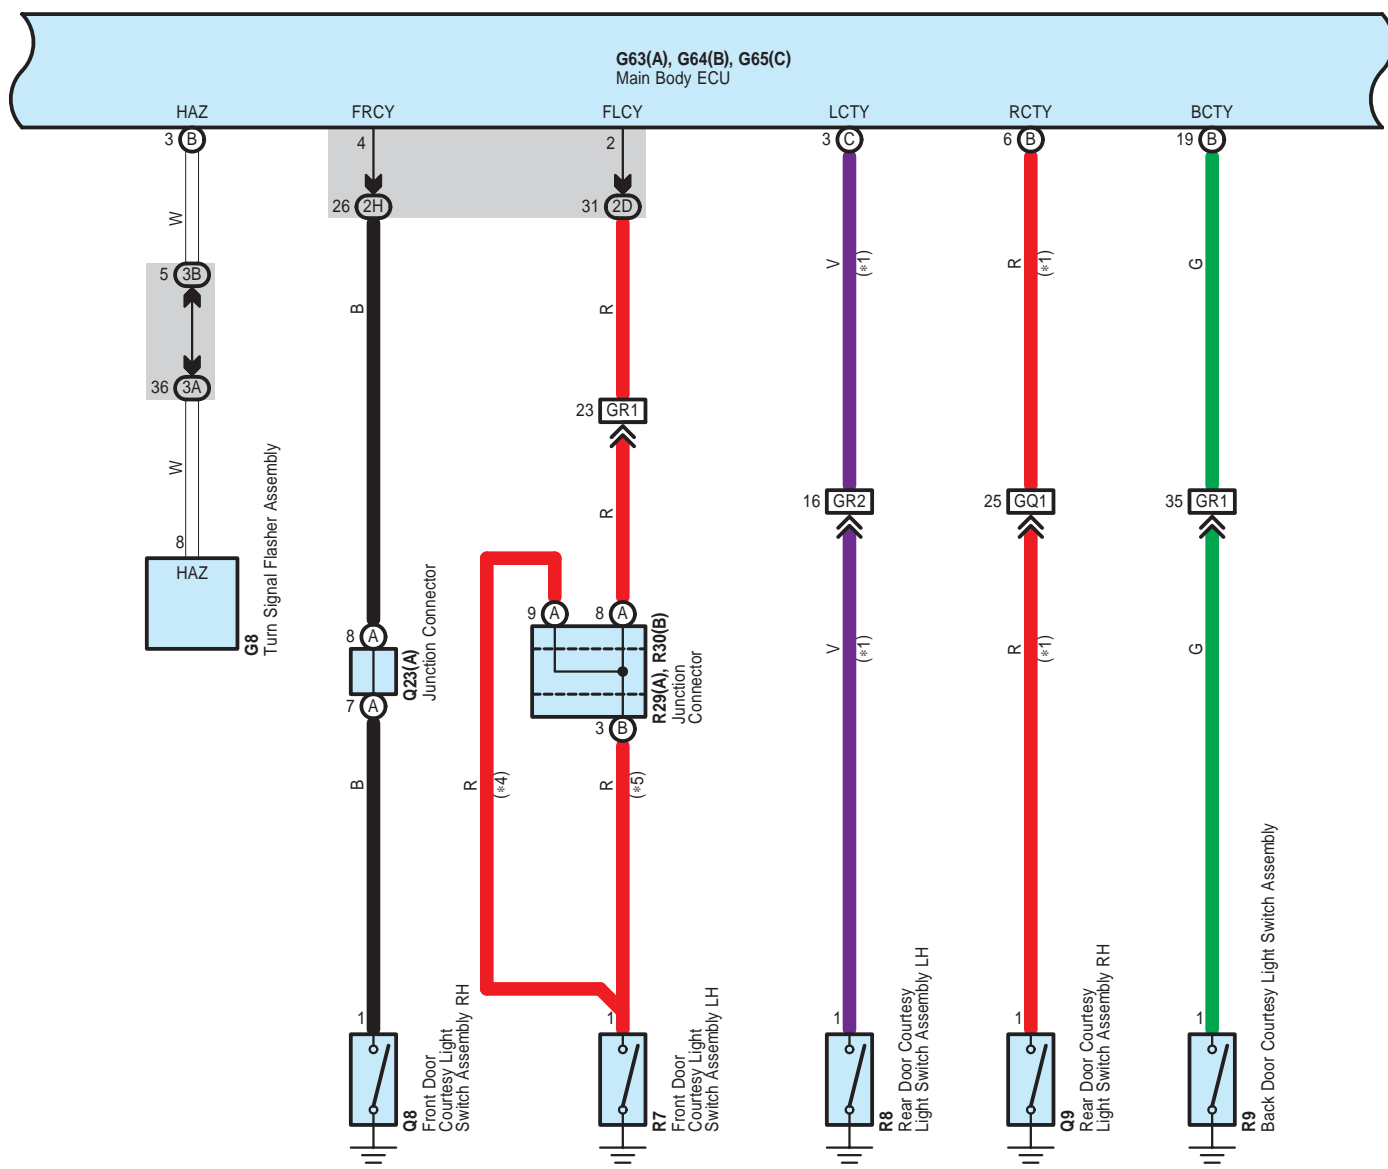 G63(A), G64(B), G65(C)
Main Body ECU
HAZ
FRCY
FLCY
LCTY
RCTY
BCTY
3 B
4
2
3 C
6 B
19 B
26 2H
31 2D
W
5 3B
V
(*1)
R
(*1)
G
B
R
36 3A
23 GR1
W
R
16 GR2
25 GQ1
35 GR1
8
HAZ
G8
Turn Signal Flasher Assembly
9 A
8 A
8 A
7 A
Q23(A)
Junction Connector
R29(A), R30(B)
Junction
Connector
3 B
V
(*1)
R
(*1)
G
B
R
(*4)
R
(*5)
1
1
1
1
1
Q8
Front Door
Courtesy Light
Switch Assembly RH
R7
Front Door
Courtesy Light
Switch Assembly LH
R8
Rear Door Courtesy
Light Switch Assembly LH
Q9
Rear Door Courtesy
Light Switch Assembly RH
R9
Back Door Courtesy Light Switch Assembly